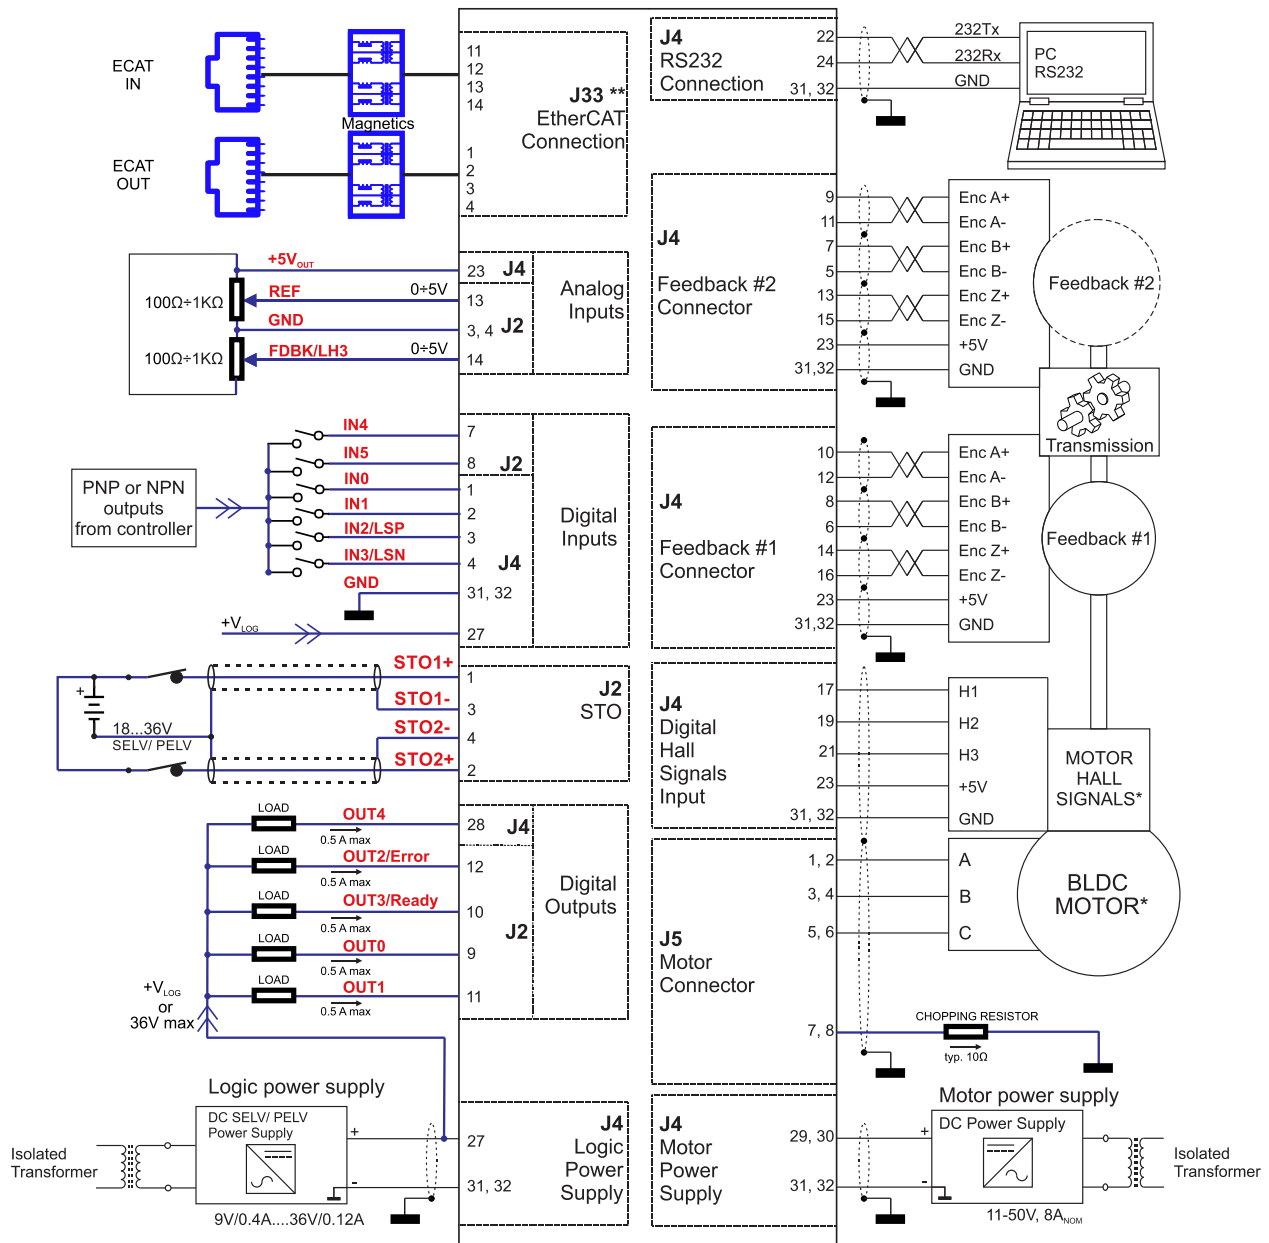 ECAT
IN
ECAT
OUT
Magnetics
11
12
13
14
1
2
3
4
J33 **
EtherCAT
Connection
J4
RS232
Connection
22
24
31, 32
232Tx
232Rx
GND
PC
RS232
100Ω÷1KΩ
100Ω÷1KΩ
+5VOUT
REF
0÷5V
GND
FDBK/LH3
0÷5V
23
13
3, 4
14
J4
J2
Analog
Inputs
J4
Feedback #2
Connector
9
11
7
5
13
15
23
31,32
Enc A+
Enc A-
Enc B+
Enc B-
Enc Z+
Enc Z-
+5V
GND
Feedback #2
Transmission
PNP or NPN
outputs
from controller
IN4
IN5
IN0
IN1
IN2/LSP
IN3/LSN
GND
+VLOG
7
8
1
2
3
4
31, 32
27
J2
J4
Digital
Inputs
J4
Feedback #1
Connector
10
12
8
6
14
16
23
31,32
Enc A+
Enc A-
Enc B+
Enc B-
Enc Z+
Enc Z-
+5V
GND
Feedback #1
+
18...36V
SELV/ PELV
STO1+
STO1-
STO2-
STO2+
1
3
4
2
J2
STO
J4
Digital
Hall
Signals
Input
17
19
21
23
31, 32
H1
H2
H3
+5V
GND
MOTOR
HALL
SIGNALS*
LOAD
OUT4
0.5 A max
LOAD
OUT2/Error
0.5 A max
LOAD
OUT3/Ready
0.5 A max
LOAD
OUT0
0.5 A max
LOAD
OUT1
0.5 A max
28
12
10
9
11
J4
J2
Digital
Outputs
+VLOG
or
36V max
J5
Motor
Connector
1, 2
3, 4
5, 6
7, 8
A
B
C
BLDC
MOTOR*
CHOPPING RESISTOR
typ. 10Ω
Logic power supply
Isolated
Transformer
DC SELV/ PELV
Power Supply
+
-
9V/0.4A....36V/0.12A
27
31, 32
J4
Logic
Power
Supply
J4
Motor
Power
Supply
29, 30
31, 32
Motor power supply
+
-
DC Power Supply
11-50V, 8ANOM
Isolated
Transformer